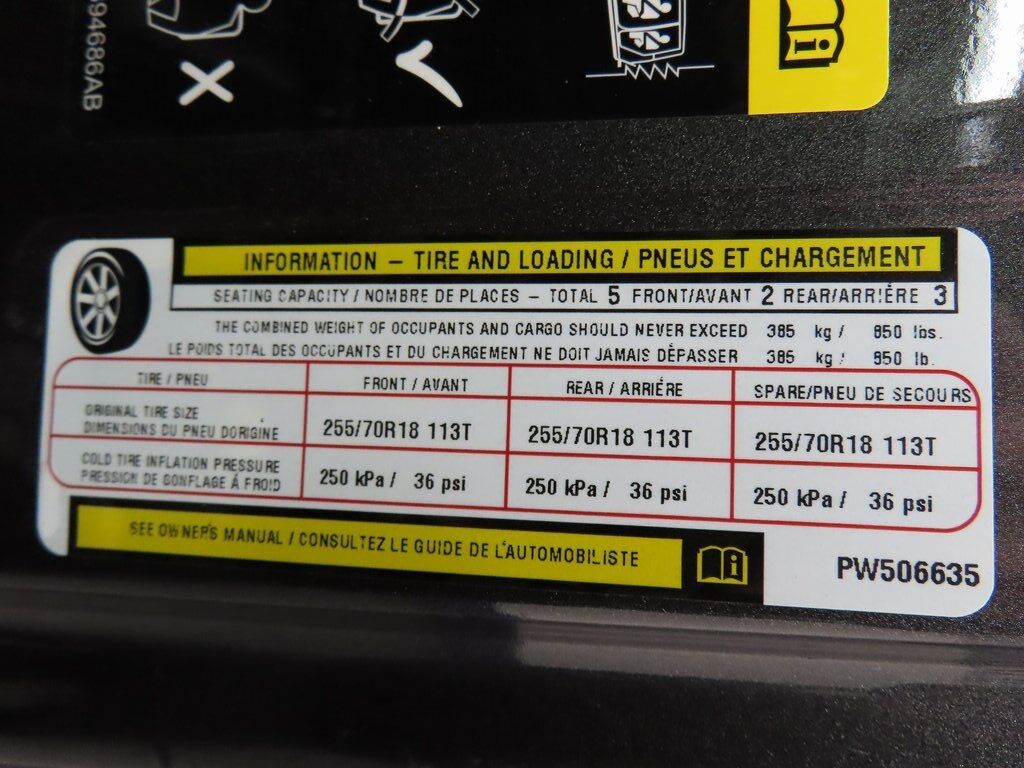 94686AB
INFORMATION – TIRE AND LOADING / PNEUS ET CHARGEMENT
SEATING CAPACITY / NOMBRE DE PLACES – TOTAL 5 FRONT/AVANT 2 REAR/ARRIÉRE 3
THE COMBINED WEIGHT OF OCCUPANTS AND CARGO SHOULD NEVER EXCEED 385 kg / 850 lbs.
LE POIDS TOTAL DES OCCUPANTS ET DU CHARGEMENT NE DOIT JAMAIS DÉPASSER 385 kg / 850 lb.
TIRE / PNEU FRONT / AVANT REAR / ARRIÉRE SPARE/PNEU DE SECOURS
ORIGINAL TIRE SIZE
DIMENSIONS DU PNEU DORIGINE 255/70R18 113T 255/70R18 113T 255/70R18 113T
COLD TIRE INFLATION PRESSURE
PRESSION DE GONFLAGE Á FROID 250 kPa / 36 psi 250 kPa / 36 psi 250 kPa / 36 psi
SEE OWNER'S MANUAL / CONSULTEZ LE GUIDE DE L'AUTOMOBILISTE
PW506635